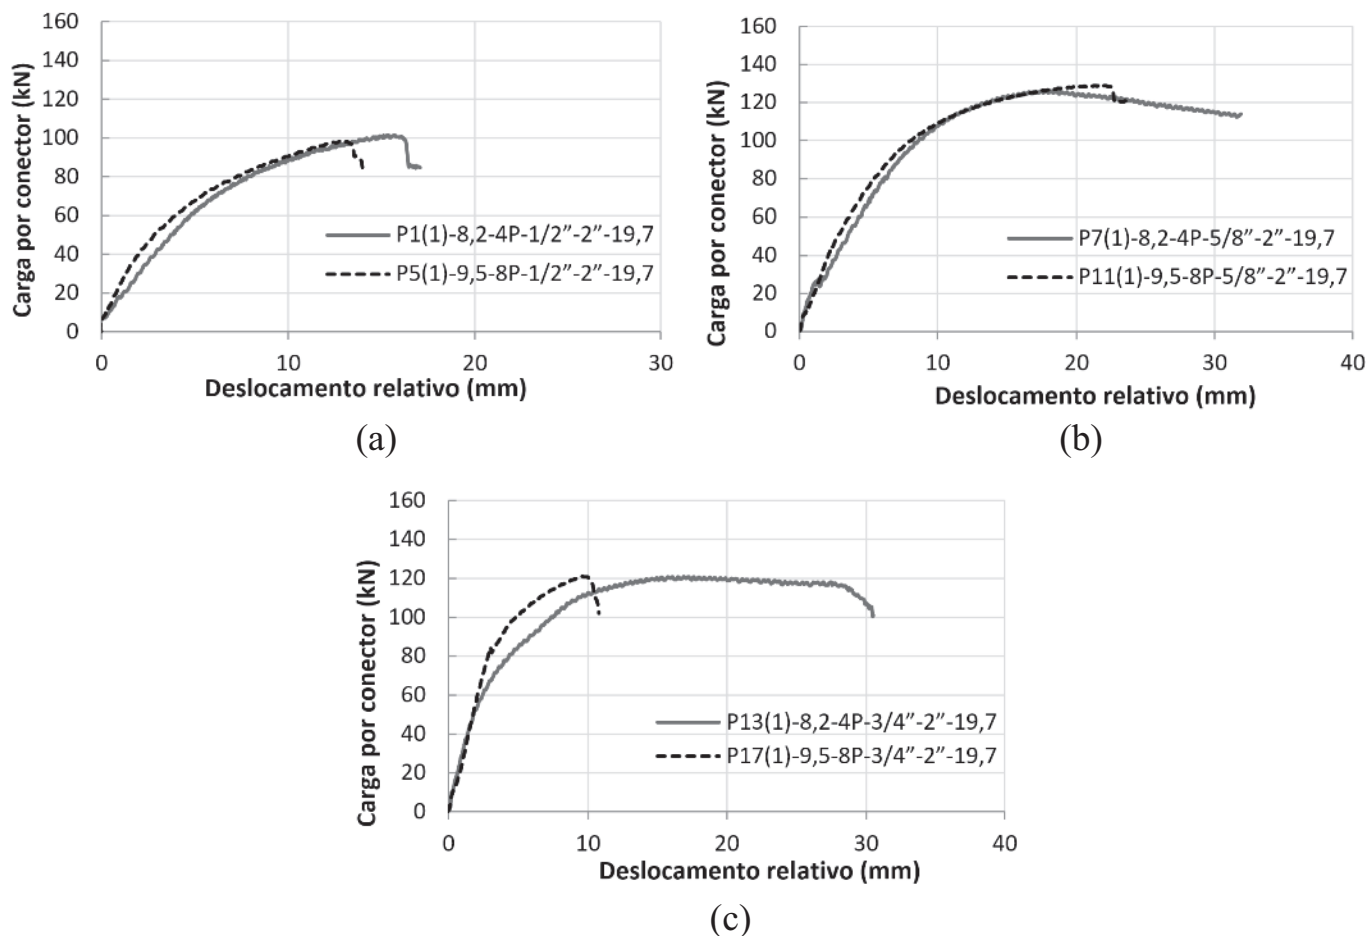 160
140
120
100
80
60
40
20
0
Carga por conector (kN)
P1(1)-8,2-4P-1/2”-2”-19,7
P5(1)-9,5-8P-1/2”-2”-19,7
0 10 20 30
Deslocamento relativo (mm)
(a)
160
140
120
100
80
60
40
20
0
Carga por conector (kN)
P7(1)-8,2-4P-5/8”-2”-19,7
P11(1)-9,5-8P-5/8”-2”-19,7
0 10 20 30 40
Deslocamento relativo (mm)
(b)
160
140
120
100
80
60
40
20
0
Carga por conector (kN)
P13(1)-8,2-4P-3/4”-2”-19,7
P17(1)-9,5-8P-3/4”-2”-19,7
0 10 20 30 40
Deslocamento relativo (mm)
(c)